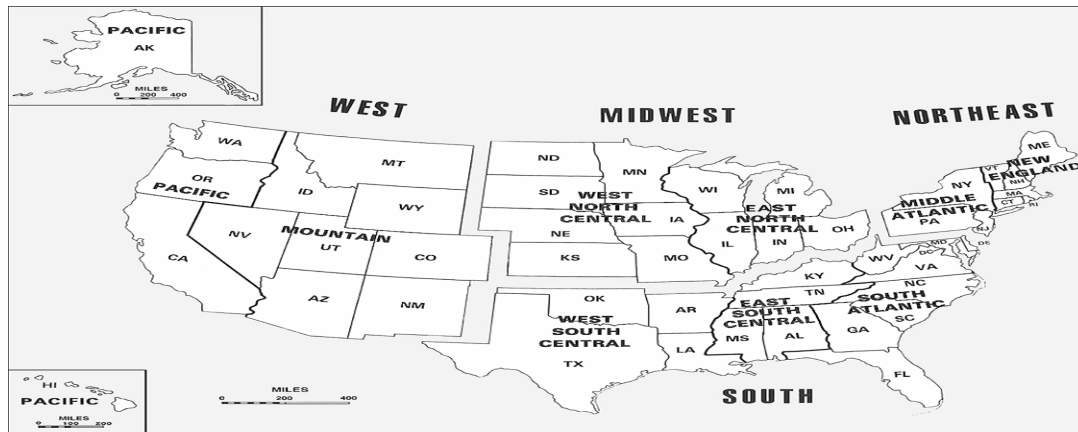 PACIFIC
AK
MILES
0 200 400
WEST
MIDWEST
NORTHEAST
WA
OR
PACIFIC
CA
MT
ID
WY
NV
MOUNTAIN
UT
CO
AZ
NM
ND
MN
SD
WEST
NORTH
CENTRAL
IA
NE
KS
MO
WI
MI
EAST
NORTH
CENTRAL
IL
IN
OH
ME
VT
NEW
ENGLAND
NH
MA
CT
RI
NY
MIDDLE
ATLANTIC
PA
NJ
MD
DE
DC
WV
VA
KY
TN
NC
SOUTH
ATLANTIC
SC
GA
FL
EAST
SOUTH
CENTRAL
MS
AL
OK
AR
WEST
SOUTH
CENTRAL
LA
TX
SOUTH
HI
PACIFIC
MILES
0 100 200
MILES
0 200 400